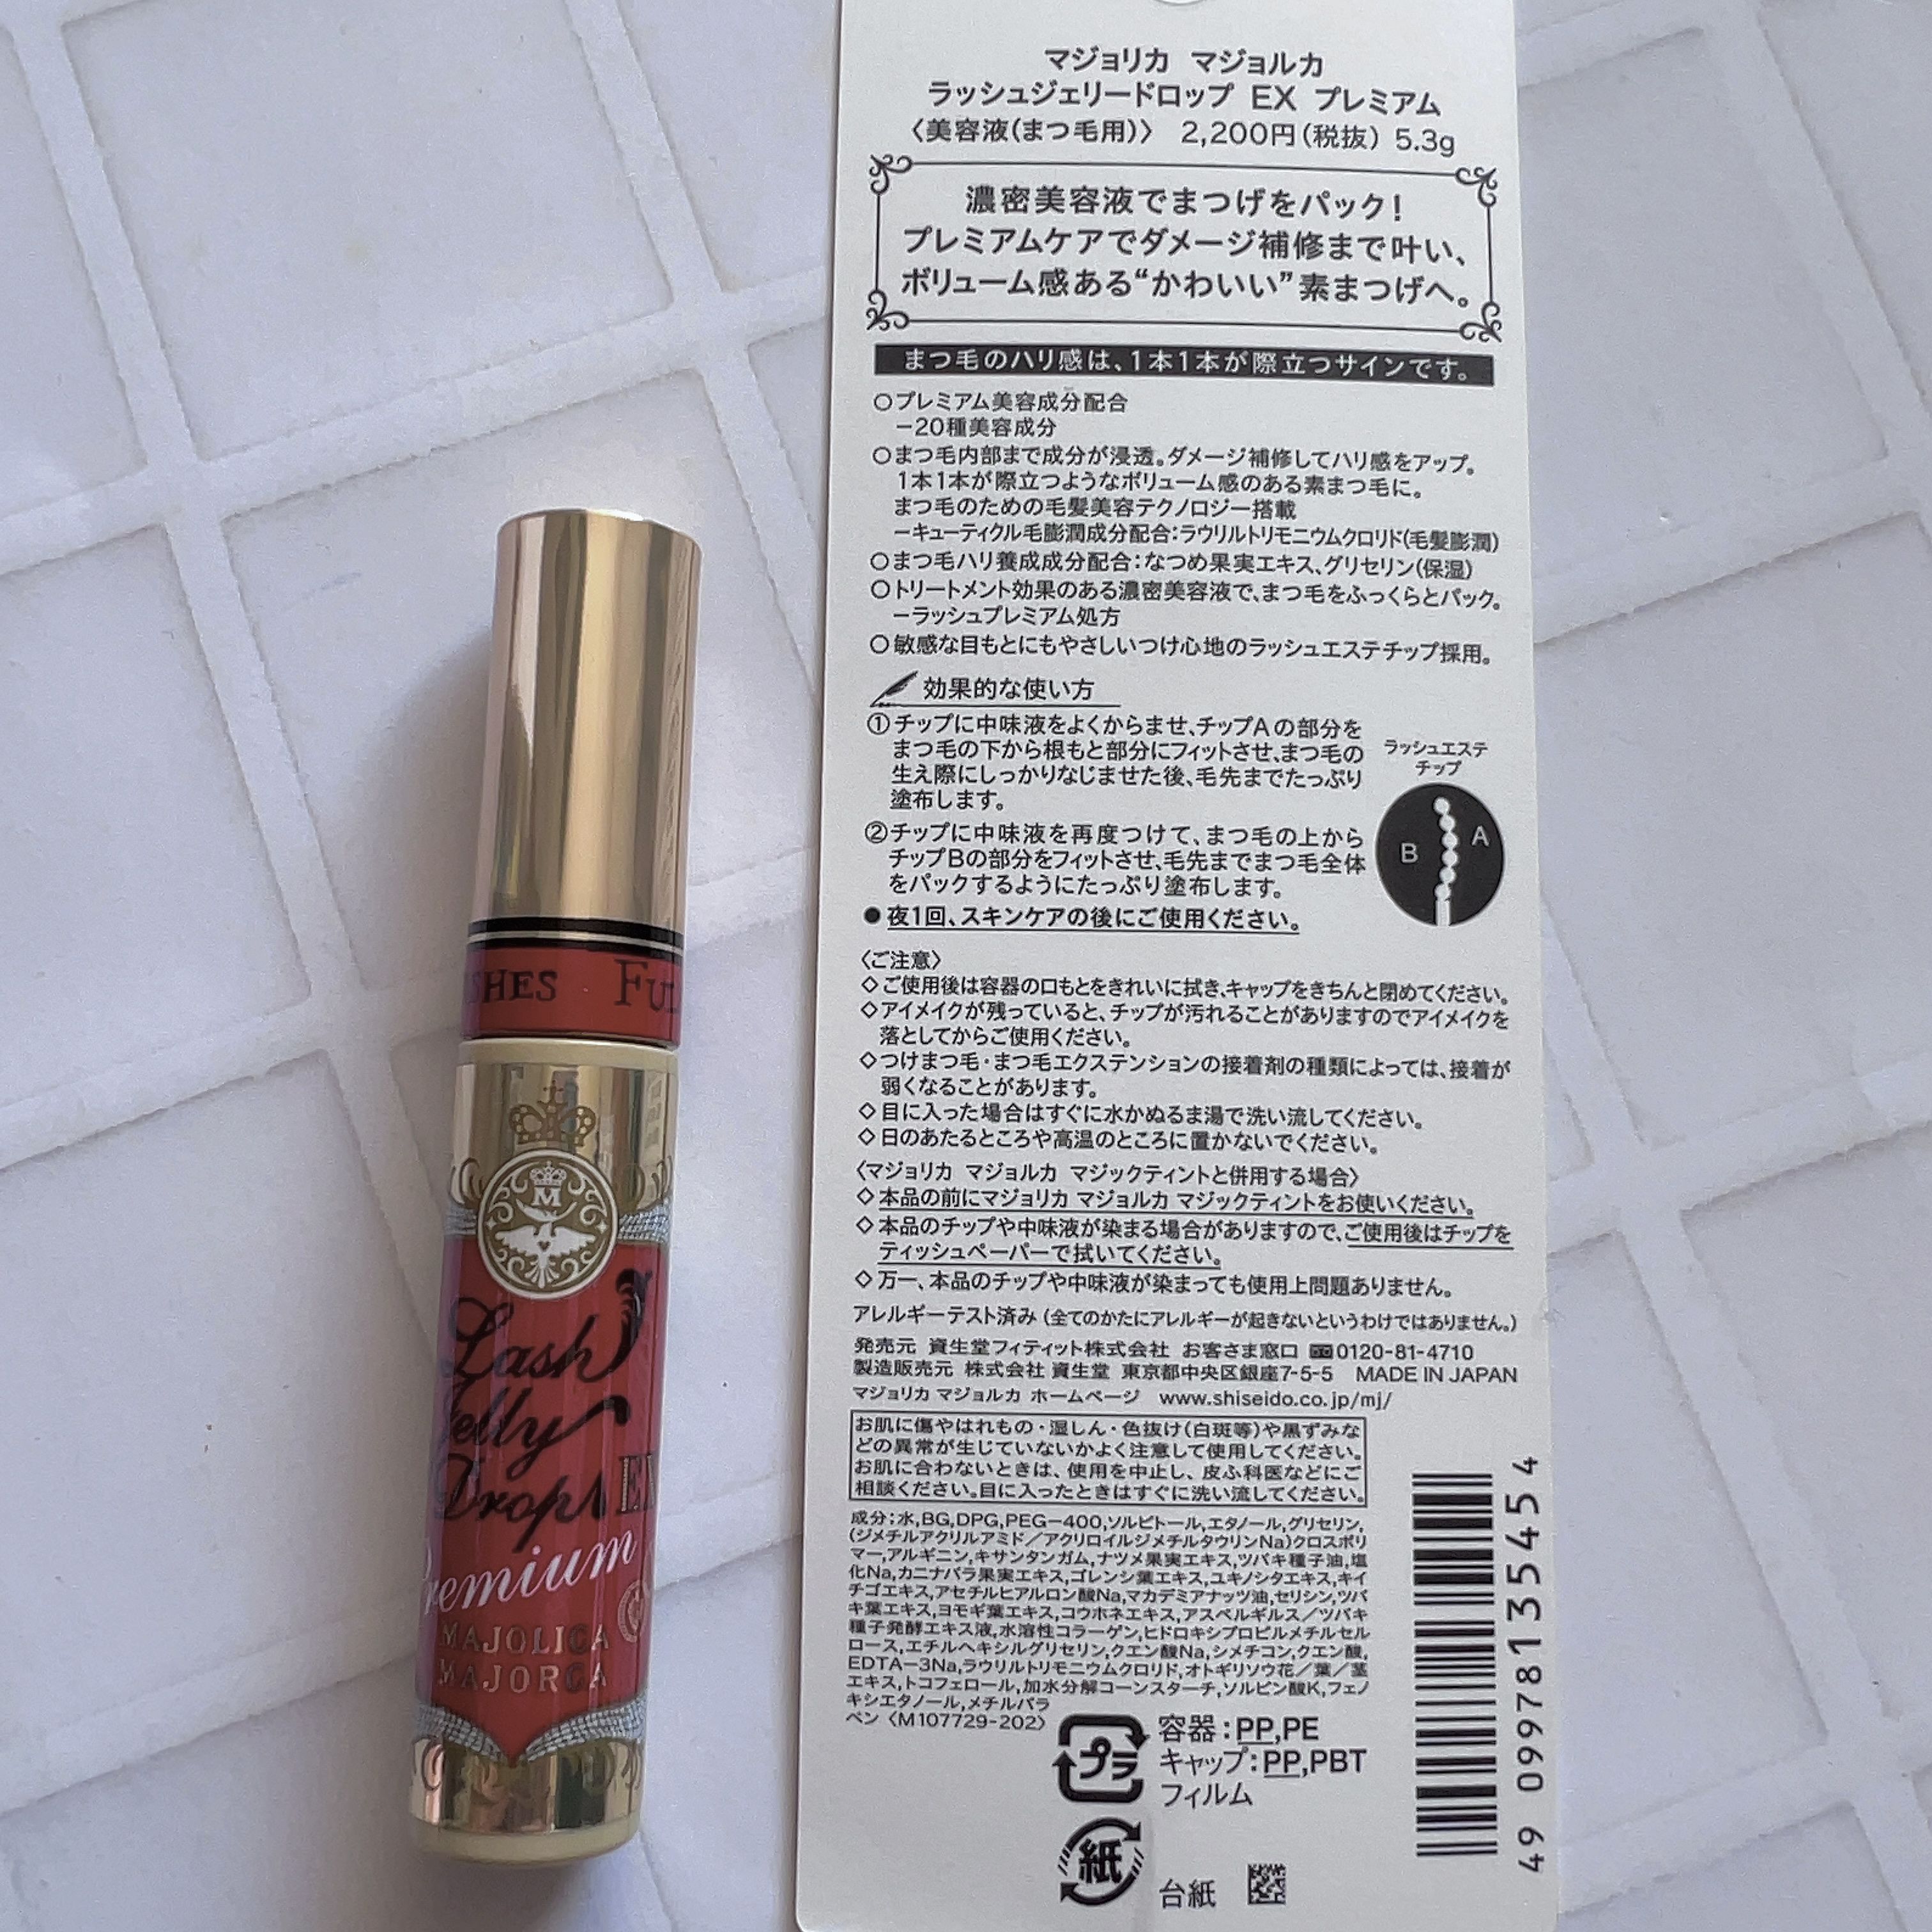 SHES FUL
M
Lash
Jelly
Drops EX
Premium
MAJOLICA
MAJORCA
マジョリカ マジョルカ
ラッシュジェリードロップ EX プレミアム
〈美容液(まつ毛用)〉 2,200円(税抜) 5.3g
濃密美容液でまつげをパック!
プレミアムケアでダメージ補修まで叶い、
ボリューム感ある“かわいい”素まつげへ。
まつ毛のハリ感は、1本1本が際立つサインです。
○プレミアム美容成分配合
−20種美容成分
○まつ毛内部まで成分が浸透。ダメージ補修してハリ感をアップ。
1本1本が際立つようなボリューム感のある素まつ毛に。
まつ毛のための毛髪美容テクノロジー搭載
−キューティクル毛膨潤成分配合:ラウリルトリモニウムクロリド(毛髪膨潤)
○まつ毛ハリ養成成分配合:なつめ果実エキス、グリセリン(保湿)
○トリートメント効果のある濃密美容液で、まつ毛をふっくらとパック。
−ラッシュプレミアム処方
○敏感な目もとにもやさしいつけ心地のラッシュエステチップ採用。
効果的な使い方
①チップに中味液をよくからませ、チップAの部分を
まつ毛の下から根もと部分にフィットさせ、まつ毛の
生え際にしっかりなじませた後、毛先までたっぷり
塗布します。
②チップに中味液を再度つけて、まつ毛の上から
チップBの部分をフィットさせ、毛先までまつ毛全体
をパックするようにたっぷり塗布します。
●夜1回、スキンケアの後にご使用ください。
ラッシュエステ
チップ
B A
〈ご注意〉
◇ご使用後は容器の口もとをきれいに拭き、キャップをきちんと閉めてください。
◇アイメイクが残っていると、チップが汚れることがありますのでアイメイクを
落としてからご使用ください。
◇つけまつ毛・まつ毛エクステンションの接着剤の種類によっては、接着が
弱くなることがあります。
◇目に入った場合はすぐに水かぬるま湯で洗い流してください。
◇日のあたるところや高温のところに置かないでください。
〈マジョリカ マジョルカ マジックティントと併用する場合〉
◇本品の前にマジョリカ マジョルカ マジックティントをお使いください。
◇本品のチップや中味液が染まる場合がありますので、ご使用後はチップを
ティッシュペーパーで拭いてください。
◇万一、本品のチップや中味液が染まっても使用上問題ありません。
アレルギーテスト済み(全てのかたにアレルギーが起きないというわけではありません。)
発売元 資生堂フィティット株式会社 お客さま窓口 0120-81-4710
製造販売元 株式会社 資生堂 東京都中央区銀座7-5-5 MADE IN JAPAN
マジョリカ マジョルカ ホームページ www.shiseido.co.jp/mj/
お肌に傷やはれもの・湿しん・色抜け(白斑等)や黒ずみな
どの異常が生じていないかよく注意して使用してください。
お肌に合わないときは、使用を中止し、皮ふ科医などにご
相談ください。目に入ったときはすぐに洗い流してください。
成分:水,BG,DPG,PEG−400,ソルビトール,エタノール,グリセリン,
(ジメチルアクリルアミド/アクリロイルジメチルタウリンNa)クロスポリ
マー,アルギニン,キサンタンガム,ナツメ果実エキス,ツバキ種子油,塩
化Na,カニナバラ果実エキス,ゴレンシ葉エキス,ユキノシタエキス,キイ
チゴエキス,アセチルヒアルロン酸Na,マカデミアナッツ油,セリシン,ツバ
キ葉エキス,ヨモギ葉エキス,コウホネエキス,アスペルギルス/ツバキ
種子発酵エキス液,水溶性コラーゲン,ヒドロキシプロピルメチルセル
ロース,エチルヘキシルグリセリン,クエン酸Na,シメチコン,クエン酸,
EDTA−3Na,ラウリルトリモニウムクロリド,オトギリソウ花/葉/茎
エキス,トコフェロール,加水分解コーンスターチ,ソルビン酸K,フェノ
キシエタノール,メチルパラ
ベン 〈M107729-202〉
プラ
容器:PP,PE
キャップ:PP,PBT
フィルム
紙
台紙
4909978135454